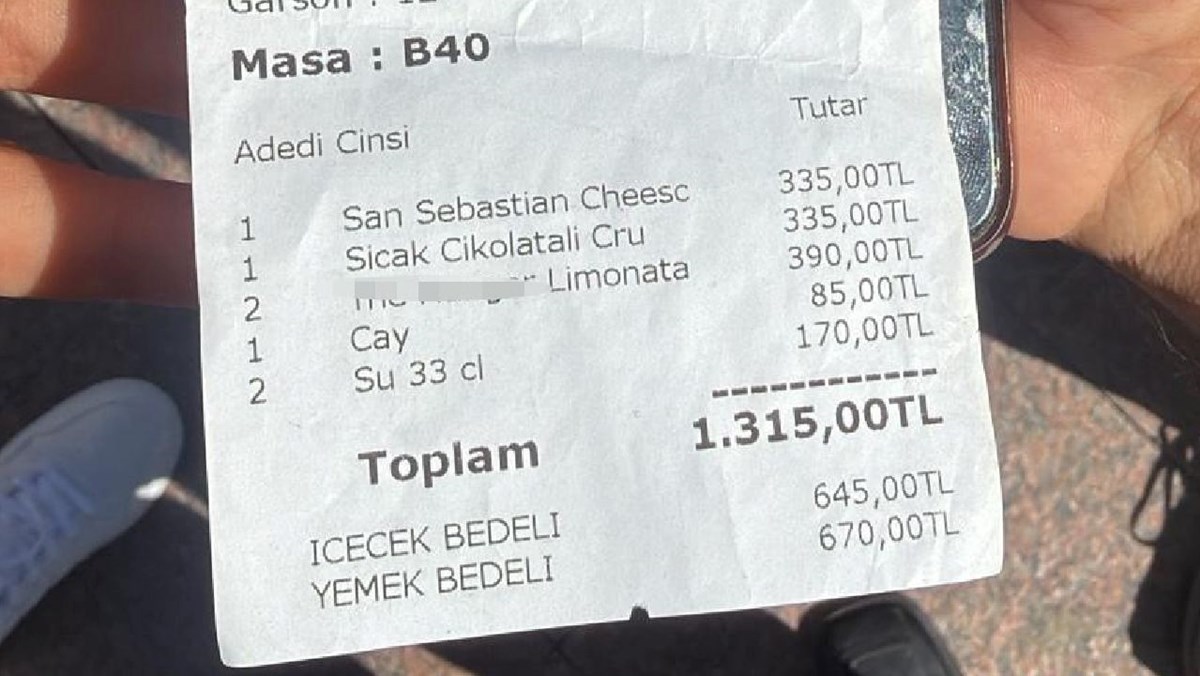 Masa : B40
Adedi Cinsi Tutar
1 San Sebastian Cheesc 335,00TL
1 Sicak Cikolatali Cru 335,00TL
2 Limonata 390,00TL
1 Cay 85,00TL
2 Su 33 cl 170,00TL
Toplam 1.315,00TL
ICECEK BEDELI 645,00TL
YEMEK BEDELI 670,00TL